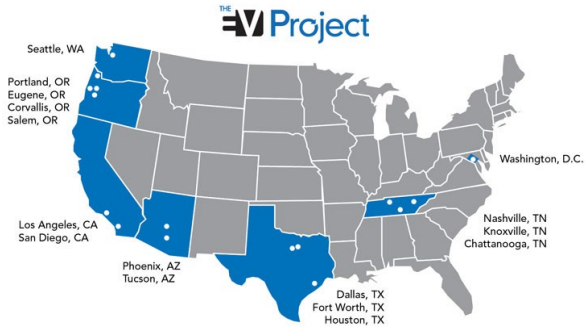 THE
EV Project
Seattle, WA
Portland, OR
Eugene, OR
Corvallis, OR
Salem, OR
Washington, D.C.
Los Angeles, CA
San Diego, CA
Nashville, TN
Knoxville, TN
Chattanooga, TN
Phoenix, AZ
Tucson, AZ
Dallas, TX
Fort Worth, TX
Houston, TX